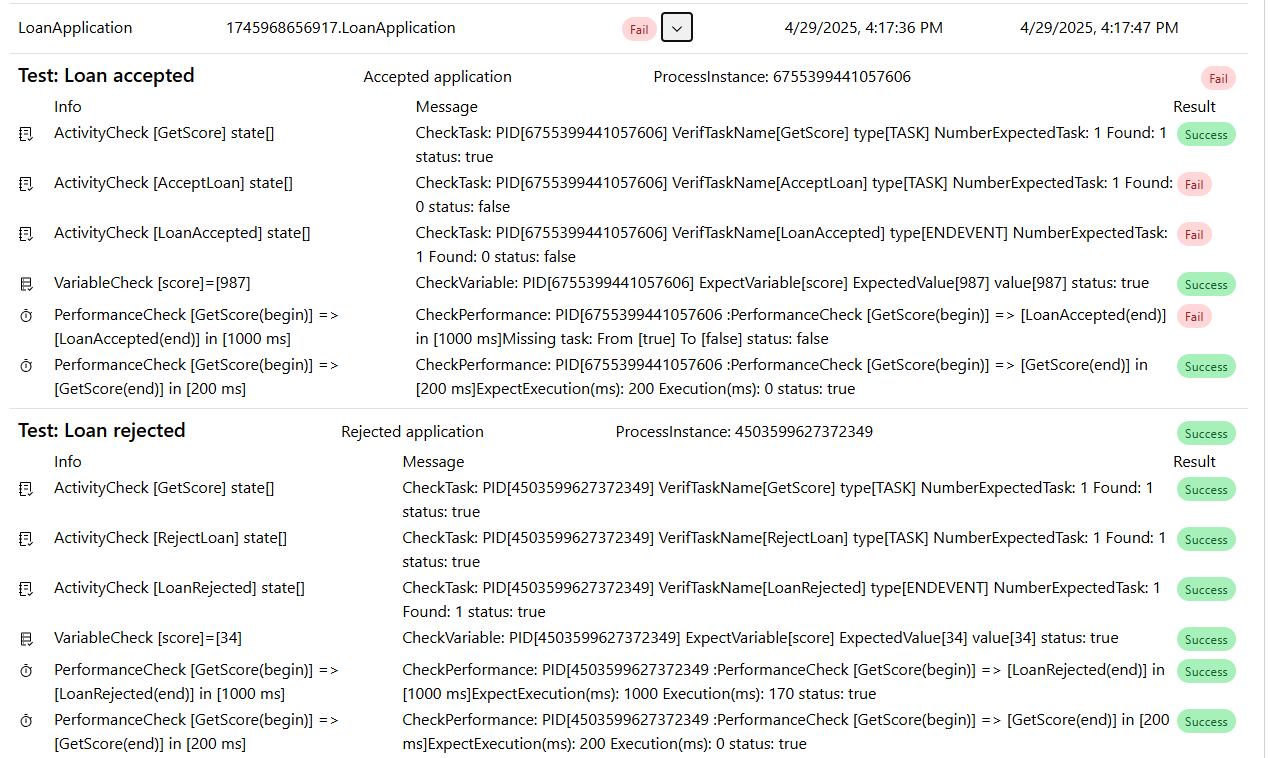 LoanApplication 1745968656917.LoanApplication Fail 4/29/2025, 4:17:36 PM 4/29/2025, 4:17:47 PM
Test: Loan accepted Accepted application ProcessInstance: 6755399441057606 Fail
Info Message Result
ActivityCheck [GetScore] state[] CheckTask: PID[6755399441057606] VerifTaskName[GetScore] type[TASK] NumberExpectedTask: 1 Found: 1 Success
status: true
ActivityCheck [AcceptLoan] state[] CheckTask: PID[6755399441057606] VerifTaskName[AcceptLoan] type[TASK] NumberExpectedTask: 1 Found: Fail
0 status: false
ActivityCheck [LoanAccepted] state[] CheckTask: PID[6755399441057606] VerifTaskName[LoanAccepted] type[ENDEVENT] NumberExpectedTask: Fail
1 Found: 0 status: false
VariableCheck [score]=[987] CheckVariable: PID[6755399441057606] ExpectVariable[score] ExpectedValue[987] value[987] status: true Success
PerformanceCheck [GetScore(begin)] => CheckPerformance: PID[6755399441057606 :PerformanceCheck [GetScore(begin)] => [LoanAccepted(end)] Fail
[LoanAccepted(end)] in [1000 ms] in [1000 ms]Missing task: From [true] To [false] status: false
PerformanceCheck [GetScore(begin)] => CheckPerformance: PID[6755399441057606 :PerformanceCheck [GetScore(begin)] => [GetScore(end)] in Success
[GetScore(end)] in [200 ms] [200 ms]ExpectExecution(ms): 200 Execution(ms): 0 status: true
Test: Loan rejected Rejected application ProcessInstance: 4503599627372349 Success
Info Message Result
ActivityCheck [GetScore] state[] CheckTask: PID[4503599627372349] VerifTaskName[GetScore] type[TASK] NumberExpectedTask: 1 Found: 1 Success
status: true
ActivityCheck [RejectLoan] state[] CheckTask: PID[4503599627372349] VerifTaskName[RejectLoan] type[TASK] NumberExpectedTask: 1 Found: 1 Success
status: true
ActivityCheck [LoanRejected] state[] CheckTask: PID[4503599627372349] VerifTaskName[LoanRejected] type[ENDEVENT] NumberExpectedTask: 1 Success
Found: 1 status: true
VariableCheck [score]=[34] CheckVariable: PID[4503599627372349] ExpectVariable[score] ExpectedValue[34] value[34] status: true Success
PerformanceCheck [GetScore(begin)] => CheckPerformance: PID[4503599627372349 :PerformanceCheck [GetScore(begin)] => [LoanRejected(end)] in Success
[LoanRejected(end)] in [1000 ms] [1000 ms]ExpectExecution(ms): 1000 Execution(ms): 170 status: true
PerformanceCheck [GetScore(begin)] => CheckPerformance: PID[4503599627372349 :PerformanceCheck [GetScore(begin)] => [GetScore(end)] in [200 Success
[GetScore(end)] in [200 ms] ms]ExpectExecution(ms): 200 Execution(ms): 0 status: true